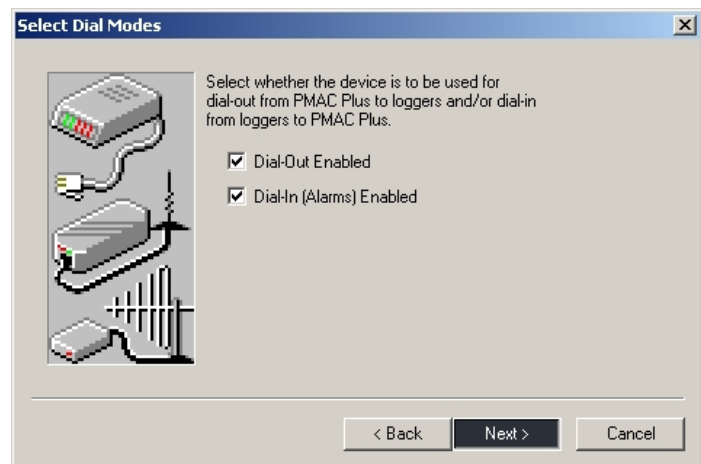 Select Dial Modes
Select whether the device is to be used for
dial-out from PMAC Plus to loggers and/or dial-in
from loggers to PMAC Plus.
Dial-Out Enabled
Dial-In (Alarms) Enabled
< Back
Next >
Cancel